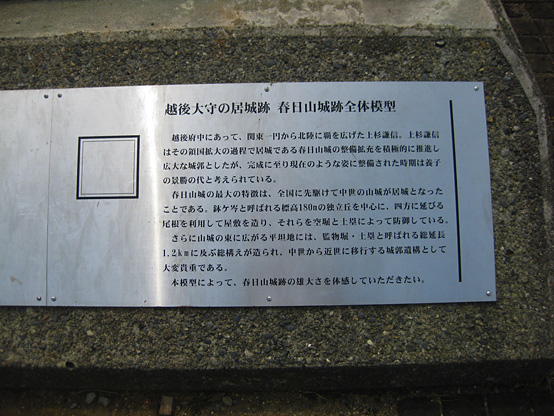 越後大守の居城跡 春日山城跡全体模型
越後府中にあって、関東一円から北陸に覇を広げた上杉謙信。上杉謙信
はその領国拡大の過程で居城である春日山城の整備拡充を積極的に推進し
広大な城郭としたが、完成に至り現在のような姿に整備された時期は養子
の景勝の代と考えられている。
春日山城の最大の特徴は、全国に先駆けて中世の山城が居城となった
ことである。鉢ケ岑と呼ばれる標高180mの独立丘を中心に、四方に延びる
尾根を利用して屋敷を造り、それらを空堀と土塁によって防御している。
さらに山城の東に広がる平坦地には、監物堀・土塁と呼ばれる総延長
1.2kmに及ぶ総構えが造られ、中世から近世に移行する城郭遺構として
大変貴重である。
本模型によって、春日山城跡の雄大さを体感していただきたい。